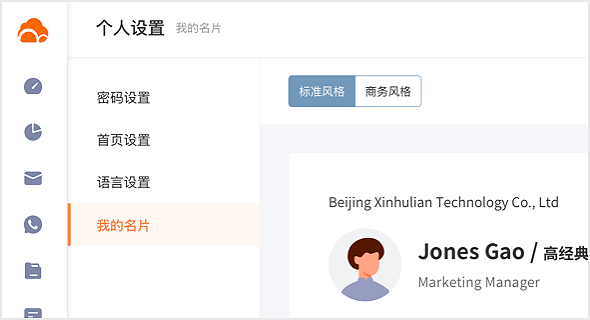 个人设置 我的名片
密码设置
首页设置
语言设置
我的名片
标准风格 商务风格
Beijing Xinhulian Technology Co., Ltd
Jones Gao / 高经典
Marketing Manager